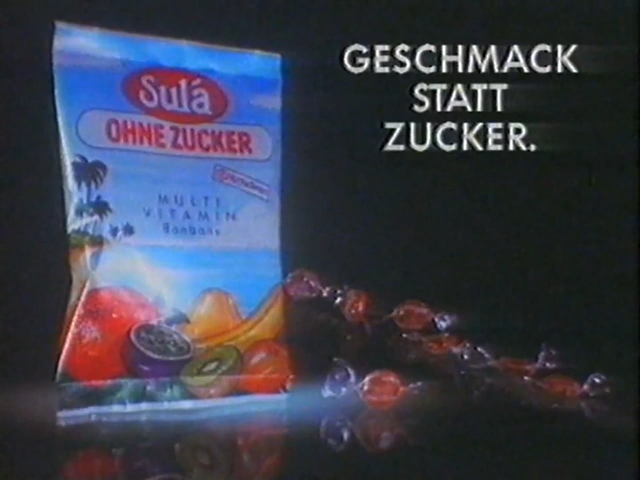 GESCHMACK
STATT
ZUCKER.
Sulá
OHNE ZUCKER
MULTI
VITAMIN
Bonbons